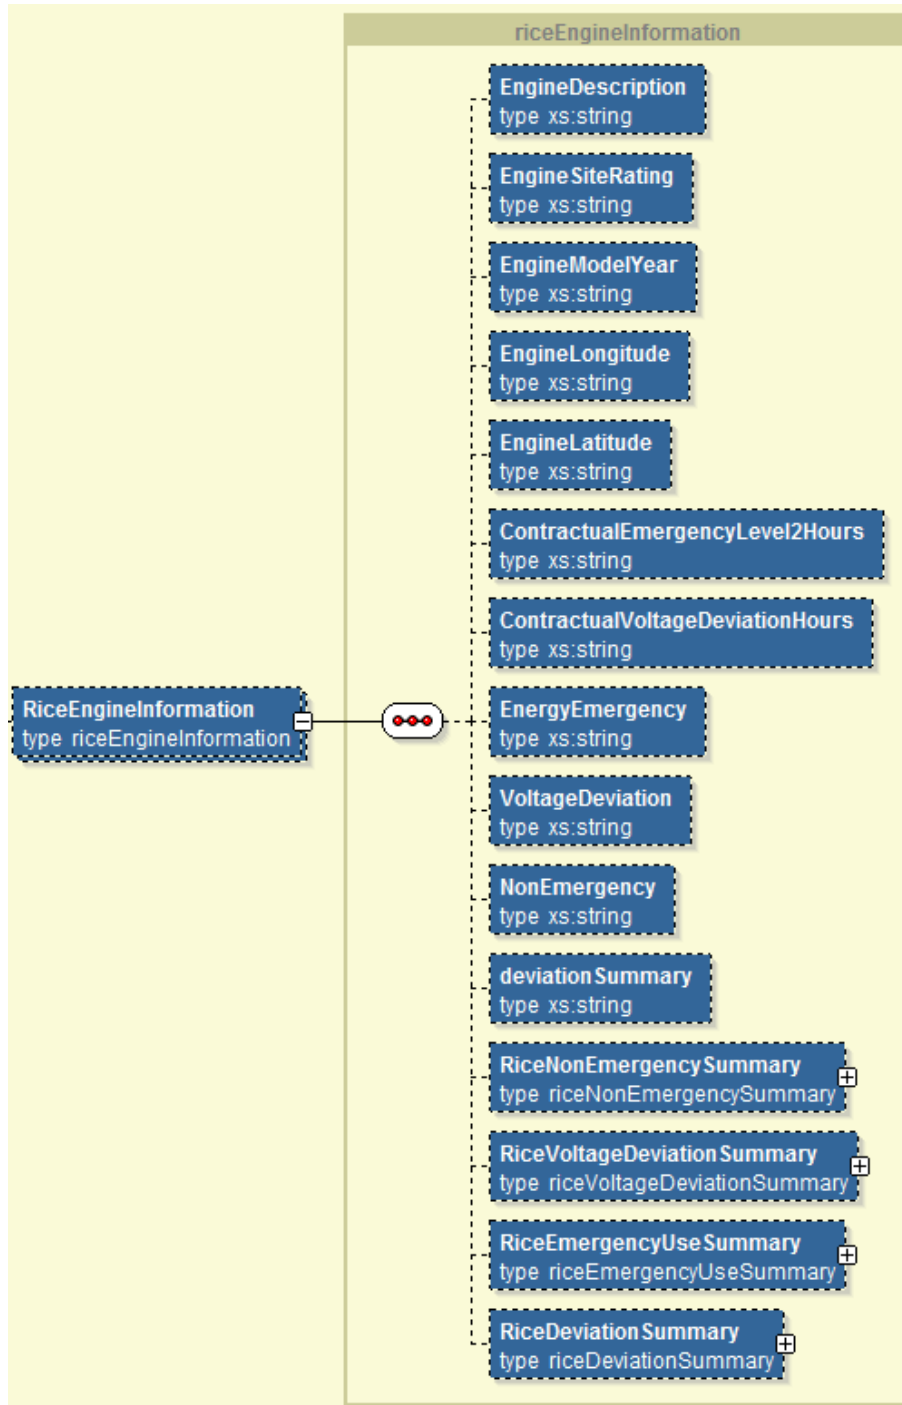 riceEngineInformation
EngineDescription
type xs:string
EngineSiteRating
type xs:string
EngineModelYear
type xs:string
EngineLongitude
type xs:string
EngineLatitude
type xs:string
ContractualEmergencyLevel2Hours
type xs:string
ContractualVoltageDeviationHours
type xs:string
RiceEngineInformation
type riceEngineInformation
EnergyEmergency
type xs:string
VoltageDeviation
type xs:string
NonEmergency
type xs:string
deviationSummary
type xs:string
RiceNonEmergencySummary
type riceNonEmergencySummary
RiceVoltageDeviationSummary
type riceVoltageDeviationSummary
RiceEmergencyUseSummary
type riceEmergencyUseSummary
RiceDeviationSummary
type riceDeviationSummary